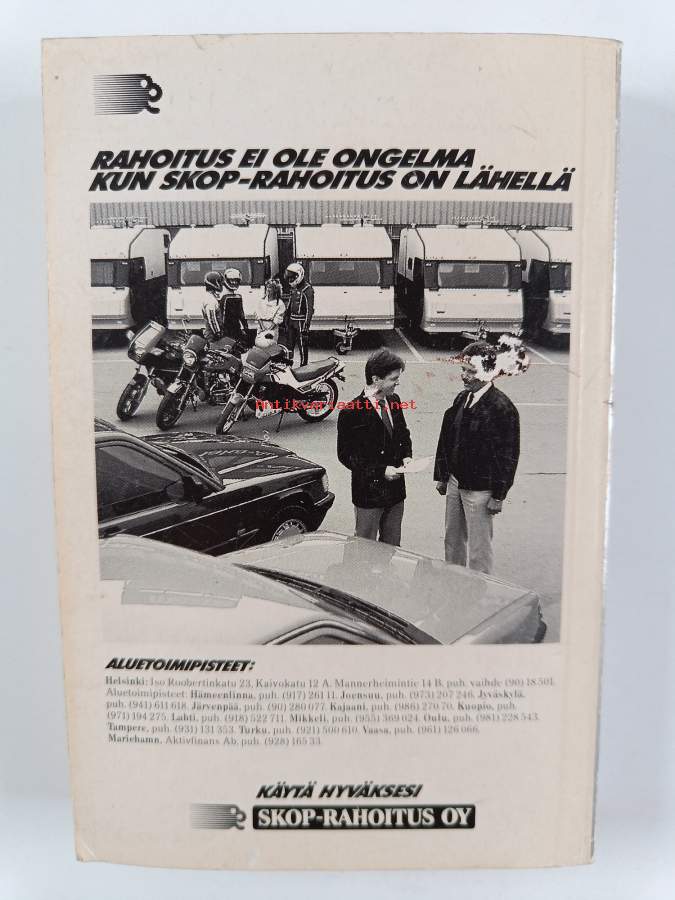 RAHOITUS EI OLE ONGELMA
KUN SKOP-RAHOITUS ON LÄHELLÄ
Antikvariaatti.net
ALUETOIMIPISTEET:
Helsinki: Iso Roobertinkatu 23, Kaivokatu 12 A, Mannerheimintie 14 B, puh. vaihde (90) 18 501.
Aluetoimipisteet: Hämeenlinna, puh. (917) 261 11. Joensuu, puh. (973) 207 246. Jyväskylä,
puh. (941) 611 618. Järvenpää, puh. (90) 280 077. Kajaani, puh. (986) 270 70. Kuopio, puh.
(971) 194 275. Lahti, puh. (918) 522 711. Mikkeli, puh. (955) 369 024. Oulu, puh. (981) 228 543.
Tampere, puh. (931) 131 353. Turku, puh. (921) 500 610. Vaasa, puh. (961) 126 066.
Mariehamn, Aktivfinans Ab, puh. (928) 165 33.
KÄYTÄ HYVÄKSESI
SKOP-RAHOITUS OY